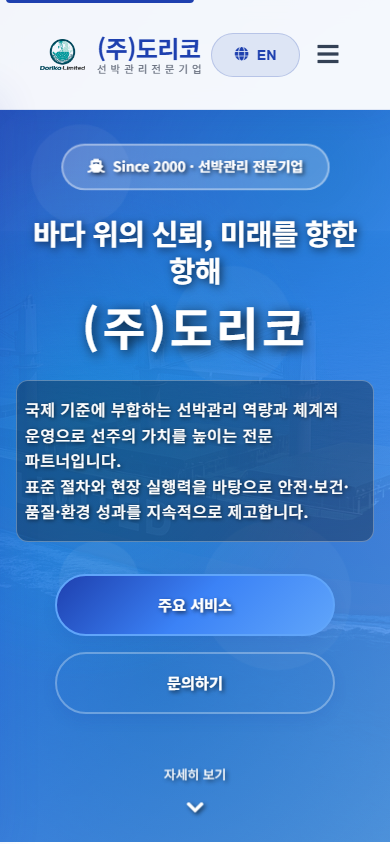 (주)도리코
선박관리전문기업
Doriko Limited
EN
Since 2000 · 선박관리 전문기업
바다 위의 신뢰, 미래를 향한
항해
(주)도리코
국제 기준에 부합하는 선박관리 역량과 체계적
운영으로 선주의 가치를 높이는 전문
파트너입니다.
표준 절차와 현장 실행력을 바탕으로 안전·보건·
품질·환경 성과를 지속적으로 제고합니다.
주요 서비스
문의하기
자세히 보기